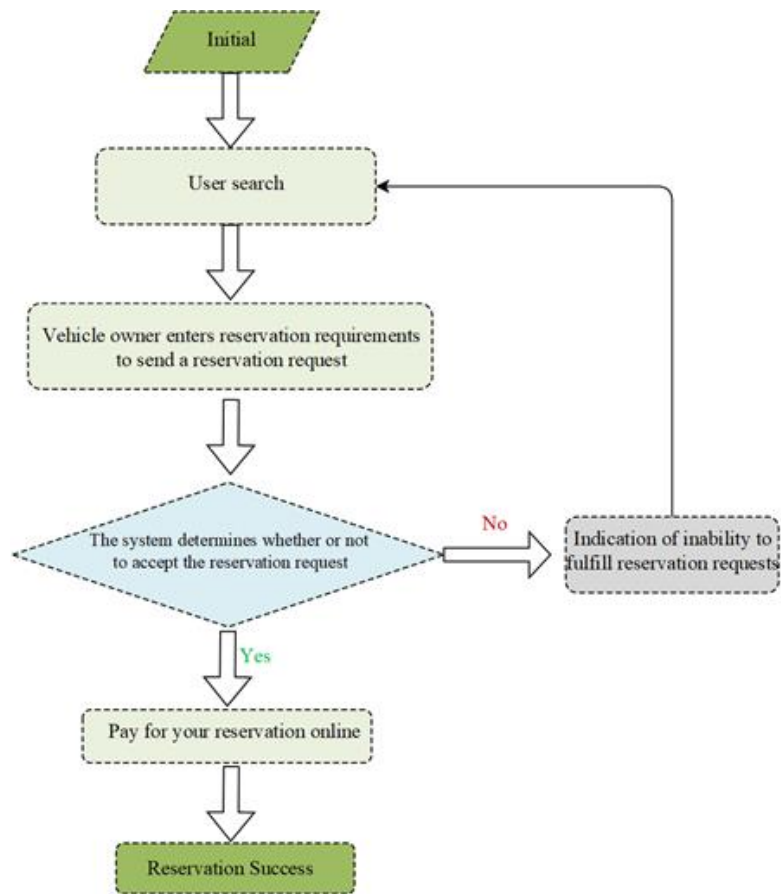 Initial
User search
Vehicle owner enters reservation requirements
to send a reservation request
The system determines whether or not
to accept the reservation request
No
Indication of inability to
fulfill reservation requests
Yes
Pay for your reservation online
Reservation Success